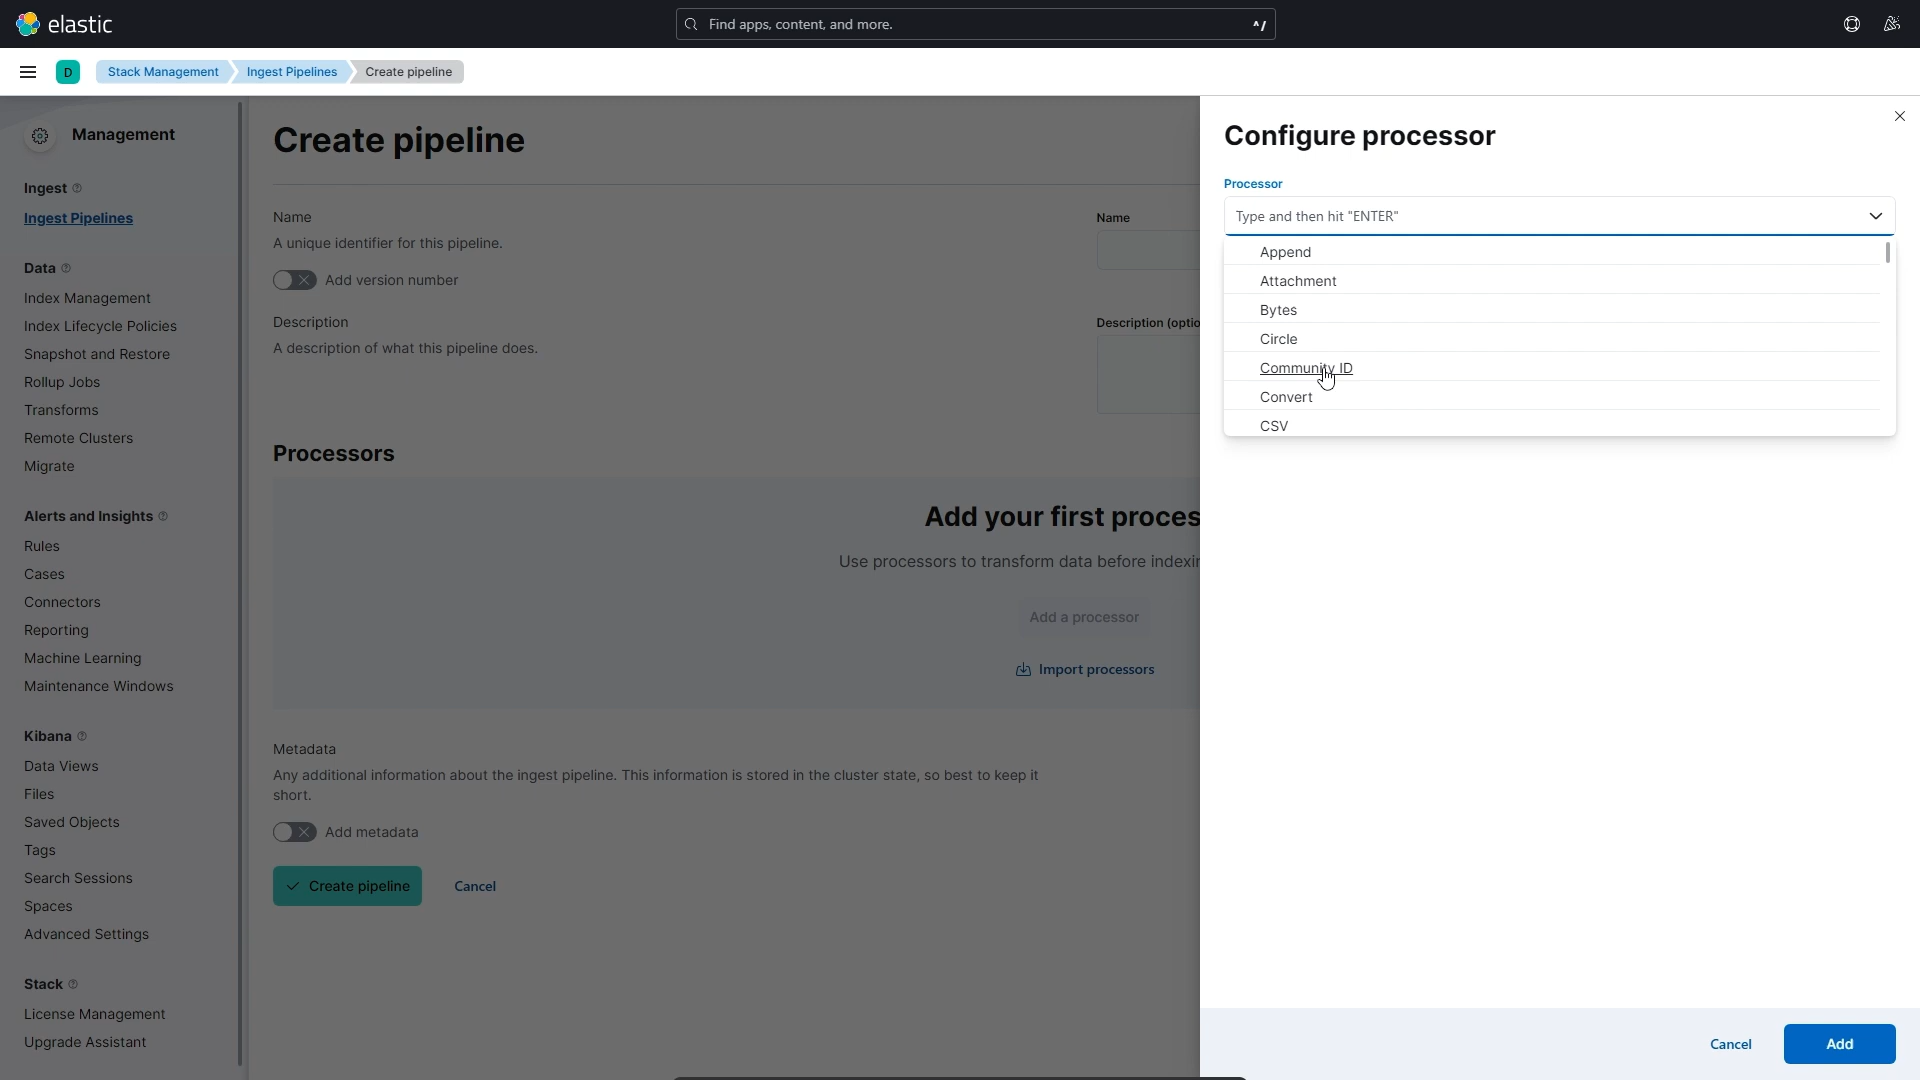 elastic
Find apps, content, and more.
^/
D
Stack Management
Ingest Pipelines
Create pipeline
Management
Ingest
Ingest Pipelines
Data
Index Management
Index Lifecycle Policies
Snapshot and Restore
Rollup Jobs
Transforms
Remote Clusters
Migrate
Alerts and Insights
Rules
Cases
Connectors
Reporting
Machine Learning
Maintenance Windows
Kibana
Data Views
Files
Saved Objects
Tags
Search Sessions
Spaces
Advanced Settings
Stack
License Management
Upgrade Assistant
Create pipeline
Name
A unique identifier for this pipeline.
Add version number
Name
Description
A description of what this pipeline does.
Description (optio
Processors
Add your first proces
Use processors to transform data before indexin
Add a processor
Import processors
Metadata
Any additional information about the ingest pipeline. This information is stored in the cluster state, so best to keep it
short.
Add metadata
Create pipeline
Cancel
Configure processor
Processor
Type and then hit "ENTER"
Append
Attachment
Bytes
Circle
Community ID
Convert
CSV
Cancel
Add